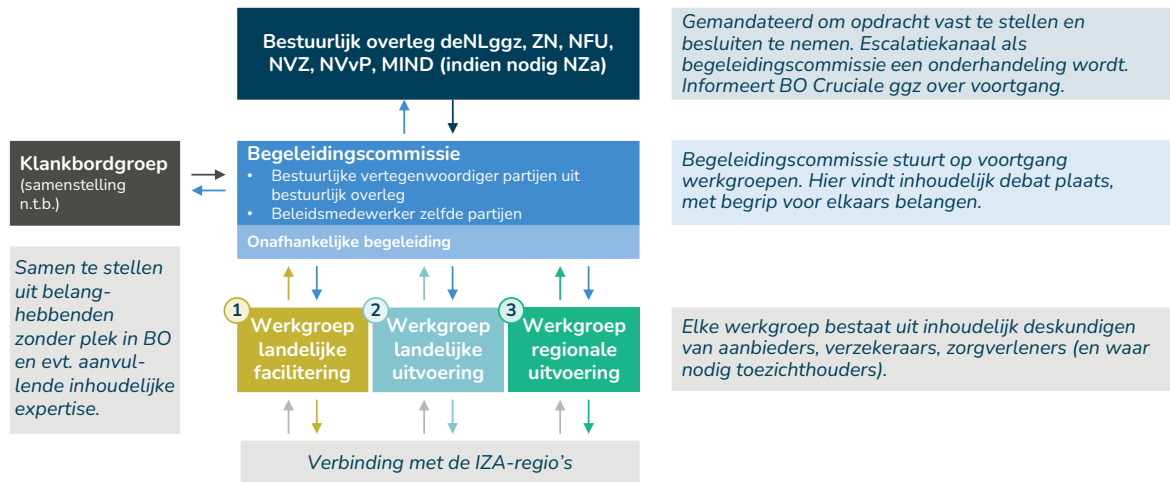 Bestuurlijk overleg deNLggz, ZN, NFU,
NVZ, NVvP, MIND (indien nodig NZa)
Gemandateerd om opdracht vast te stellen en
besluiten te nemen. Escalatiekanaal als
begeleidingscommissie een onderhandeling wordt.
Informeert BO Cruciale ggz over voortgang.
Klankbordgroep
(samenstelling
n.t.b.)
Begeleidingscommissie
• Bestuurlijke vertegenwoordiger partijen uit
bestuurlijk overleg
• Beleidsmedewerker zelfde partijen
Onafhankelijke begeleiding
Begeleidingscommissie stuurt op voortgang
werkgroepen. Hier vindt inhoudelijk debat plaats,
met begrip voor elkaars belangen.
Samen te stellen
uit belang-
hebbenden
zonder plek in BO
en evt. aanvul-
lende inhoudelijke
expertise.
1
Werkgroep
landelijke
facilitering
2
Werkgroep
landelijke
uitvoering
3
Werkgroep
regionale
uitvoering
Elke werkgroep bestaat uit inhoudelijk deskundigen
van aanbieders, verzekeraars, zorgverleners (en waar
nodig toezichthouders).
Verbinding met de IZA-regio's